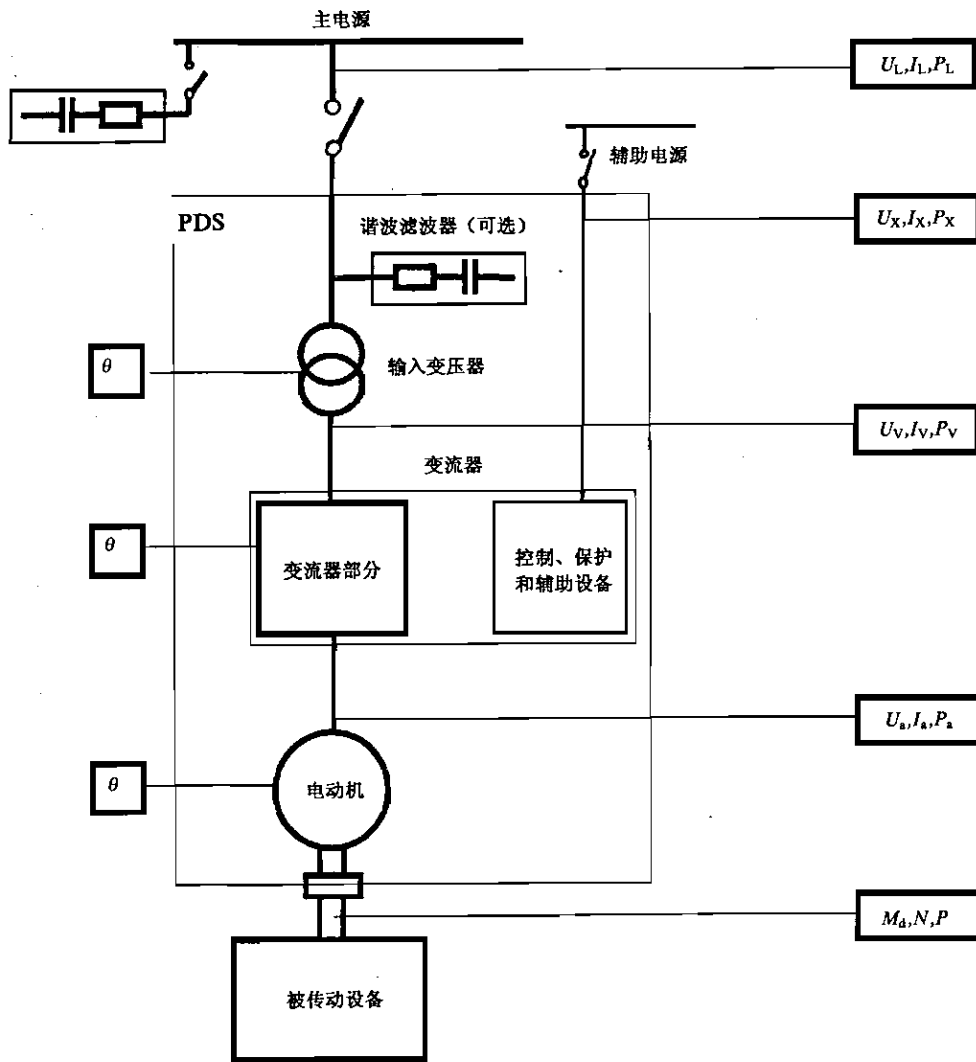 主电源
U_L,I_L,P_L
辅助电源
PDS
谐波滤波器（可选）
U_X,I_X,P_X
θ
输入变压器
U_V,I_V,P_V
变流器
θ
变流器部分
控制、保护
和辅助设备
U_a,I_a,P_a
θ
电动机
M_d,N,P
被传动设备